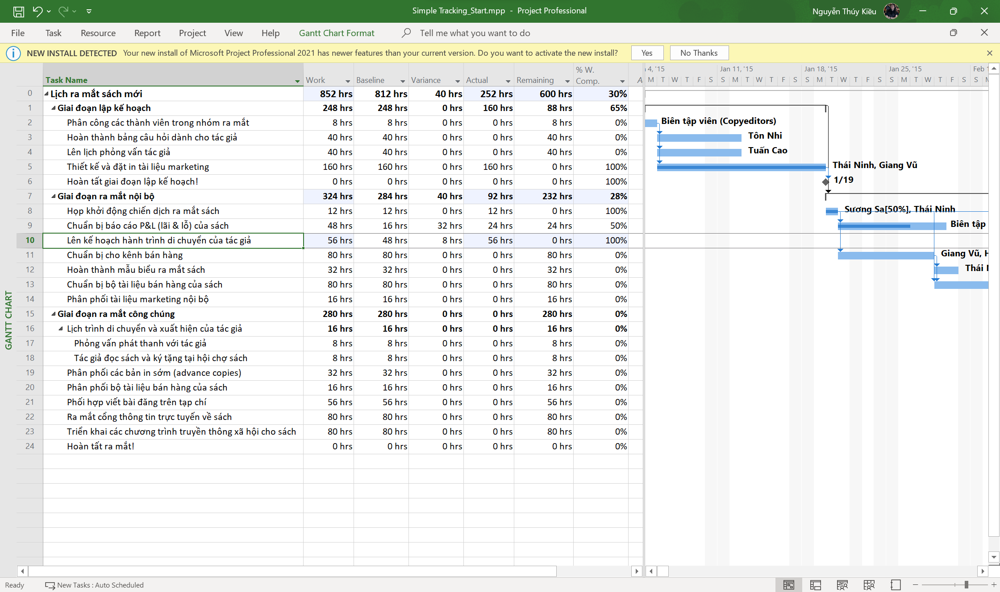 Simple Tracking_Start.mpp - Project Professional
Nguyễn Thúy Kiều
File Task Resource Report Project View Help Gantt Chart Format Tell me what you want to do
NEW INSTALL DETECTED Your new install of Microsoft Project Professional 2021 has newer features than your current version. Do you want to activate the new install? Yes No Thanks
Task Name Work Baseline Variance Actual Remaining % W. Comp. A
4, '15 Jan 11, '15 Jan 18, '15 Jan 25, '15 Feb
M T W T F S S M T W T F S S M T W T F S S M T W T F S S
0 Lịch ra mắt sách mới 852 hrs 812 hrs 40 hrs 252 hrs 600 hrs 30%
1 Giai đoạn lập kế hoạch 248 hrs 248 hrs 0 hrs 160 hrs 88 hrs 65%
2 Phân công các thành viên trong nhóm ra mắt 8 hrs 8 hrs 0 hrs 0 hrs 8 hrs 0% Biên tập viên (Copyeditors)
3 Hoàn thành bảng câu hỏi dành cho tác giả 40 hrs 40 hrs 0 hrs 0 hrs 40 hrs 0% Tôn Nhi
4 Lên lịch phỏng vấn tác giả 40 hrs 40 hrs 0 hrs 0 hrs 40 hrs 0% Tuấn Cao
5 Thiết kế và đặt in tài liệu marketing 160 hrs 160 hrs 0 hrs 160 hrs 0 hrs 100% Thái Ninh, Giang Vũ
6 Hoàn tất giai đoạn lập kế hoạch! 0 hrs 0 hrs 0 hrs 0 hrs 0 hrs 100% 1/19
7 Giai đoạn ra mắt nội bộ 324 hrs 284 hrs 40 hrs 92 hrs 232 hrs 28%
8 Họp khởi động chiến dịch ra mắt sách 12 hrs 12 hrs 0 hrs 12 hrs 0 hrs 100% Sương Sa[50%], Thái Ninh
9 Chuẩn bị báo cáo P&L (lãi & lỗ) của sách 48 hrs 16 hrs 32 hrs 24 hrs 24 hrs 50% Biên tập
10 Lên kế hoạch hành trình di chuyển của tác giả 56 hrs 48 hrs 8 hrs 56 hrs 0 hrs 100%
11 Chuẩn bị cho kênh bán hàng 80 hrs 80 hrs 0 hrs 0 hrs 80 hrs 0% Giang Vũ,
12 Hoàn thành mẫu biểu ra mắt sách 32 hrs 32 hrs 0 hrs 0 hrs 32 hrs 0% Thái
13 Chuẩn bị bộ tài liệu bán hàng của sách 80 hrs 80 hrs 0 hrs 0 hrs 80 hrs 0%
14 Phân phối tài liệu marketing nội bộ 16 hrs 16 hrs 0 hrs 0 hrs 16 hrs 0%
15 Giai đoạn ra mắt công chúng 280 hrs 280 hrs 0 hrs 0 hrs 280 hrs 0%
16 Lịch trình di chuyển và xuất hiện của tác giả 16 hrs 16 hrs 0 hrs 0 hrs 16 hrs 0%
17 Phỏng vấn phát thanh với tác giả 8 hrs 8 hrs 0 hrs 0 hrs 8 hrs 0%
18 Tác giả đọc sách và ký tặng tại hội chợ sách 8 hrs 8 hrs 0 hrs 0 hrs 8 hrs 0%
19 Phân phối các bản in sớm (advance copies) 32 hrs 32 hrs 0 hrs 0 hrs 32 hrs 0%
20 Phân phối bộ tài liệu bán hàng của sách 16 hrs 16 hrs 0 hrs 0 hrs 16 hrs 0%
21 Phối hợp viết bài đăng trên tạp chí 56 hrs 56 hrs 0 hrs 0 hrs 56 hrs 0%
22 Ra mắt cổng thông tin trực tuyến về sách 80 hrs 80 hrs 0 hrs 0 hrs 80 hrs 0%
23 Triển khai các chương trình truyền thông xã hội cho sách 80 hrs 80 hrs 0 hrs 0 hrs 80 hrs 0%
24 Hoàn tất ra mắt! 0 hrs 0 hrs 0 hrs 0 hrs 0 hrs 0%
GANTT CHART
Ready New Tasks : Auto Scheduled